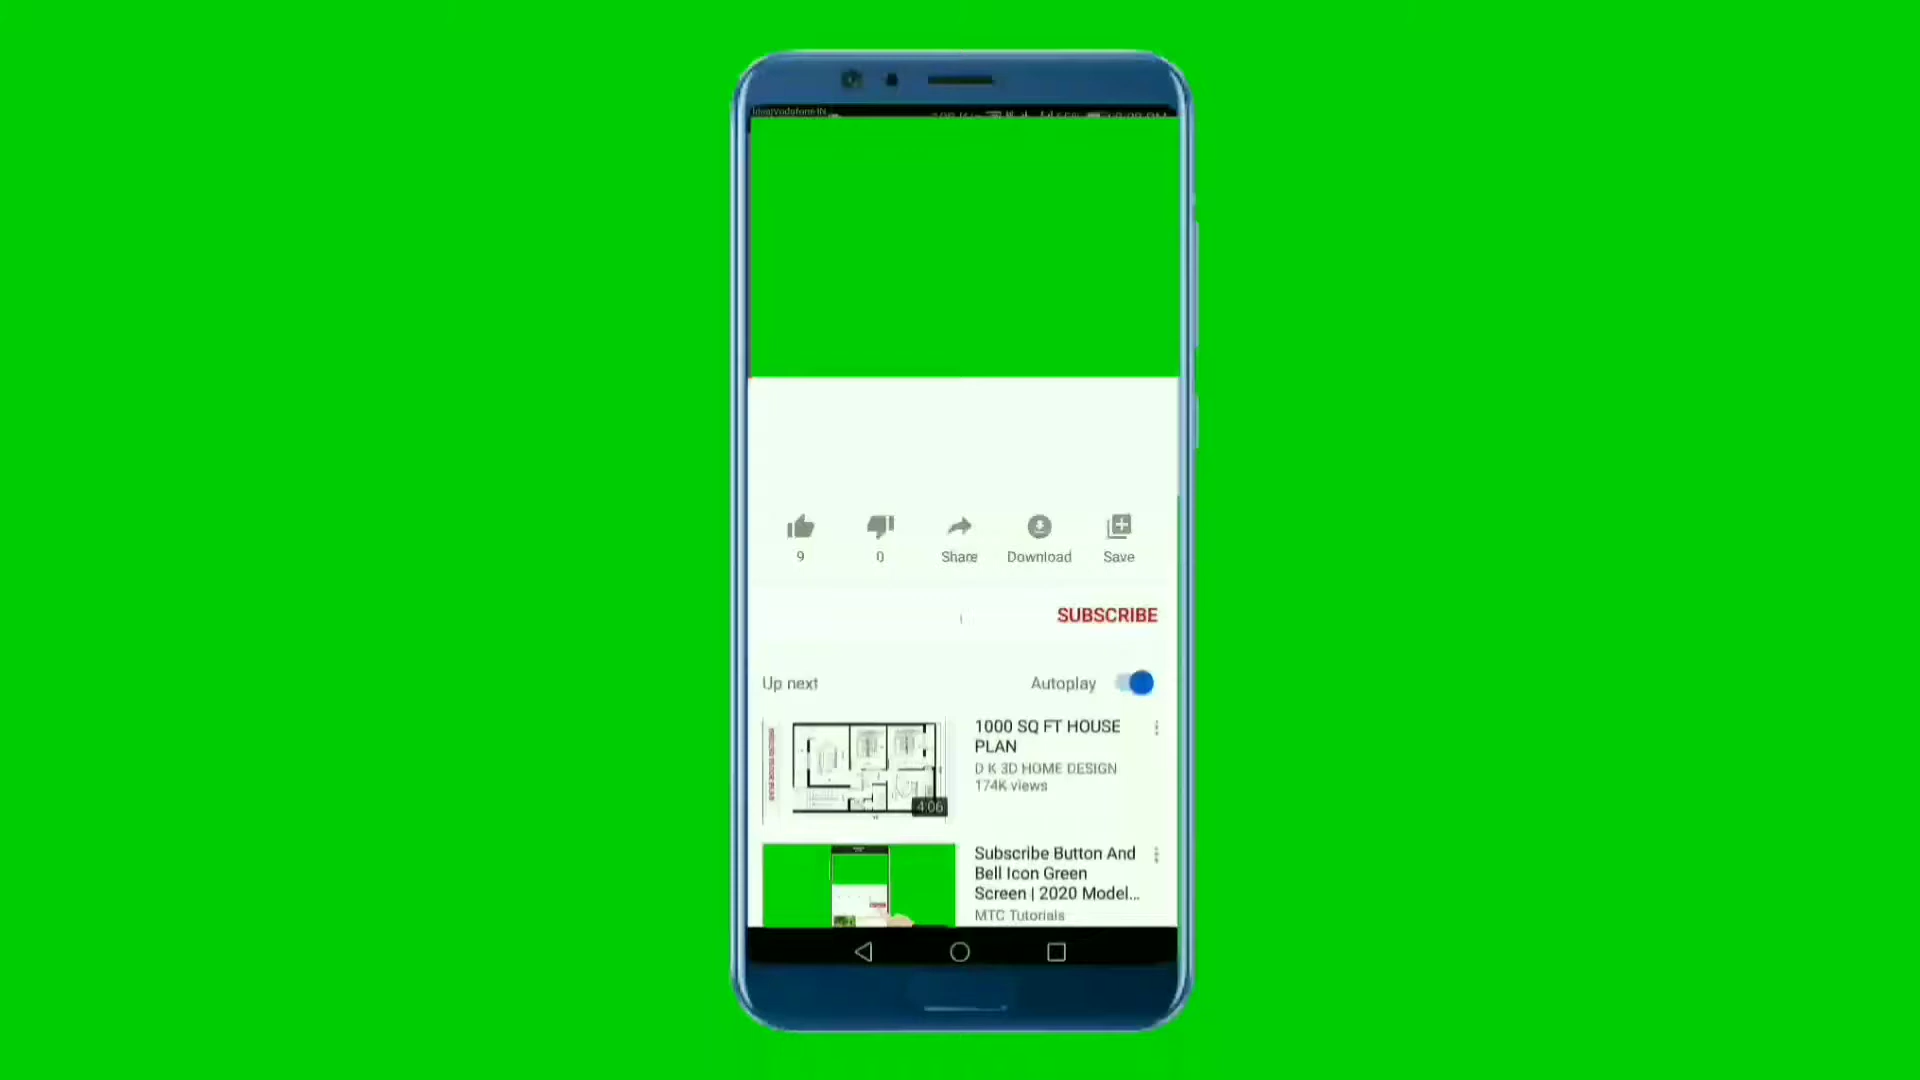 9
0
Share
Download
Save
SUBSCRIBE
Up next
Autoplay
1000 SQ FT HOUSE
PLAN
D K 3D HOME DESIGN
174K views
4:06
Subscribe Button And
Bell Icon Green
Screen | 2020 Model...
MTC Tutorials